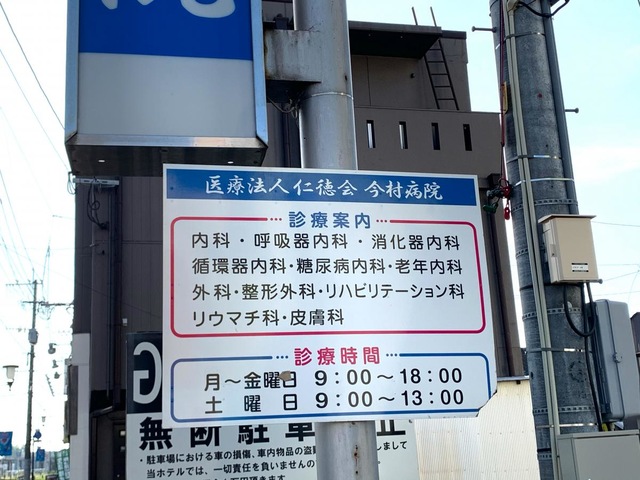 医療法人仁徳会 今村病院
診療案内
内科・呼吸器内科・消化器内科
循環器内科・糖尿病内科・老年内科
外科・整形外科・リハビリテーション科
リウマチ科・皮膚科
診療時間
月～金曜日 9：00～18：00
土曜日 9：00～13：00
無断駐車
・駐車場における車の損傷、車内物品の盗
当ホテルでは、一切責任を負いませんの